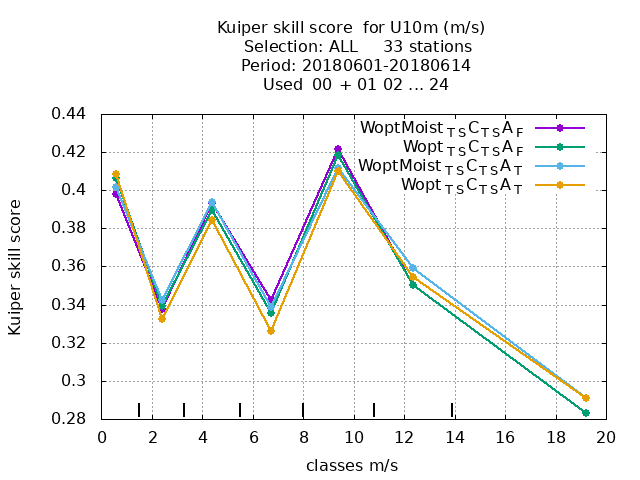 Kuiper skill score  for U10m (m/s)
Selection: ALL     33 stations
Period: 20180601-20180614
Used  00 + 01 02 ... 24
WoptMoist TS C TS A F
Wopt TS C TS A F
WoptMoist TS C TS A T
Wopt TS C TS A T
Kuiper skill score
0.44
0.42
0.4
0.38
0.36
0.34
0.32
0.3
0.28
0 2 4 6 8 10 12 14 16 18 20
classes m/s